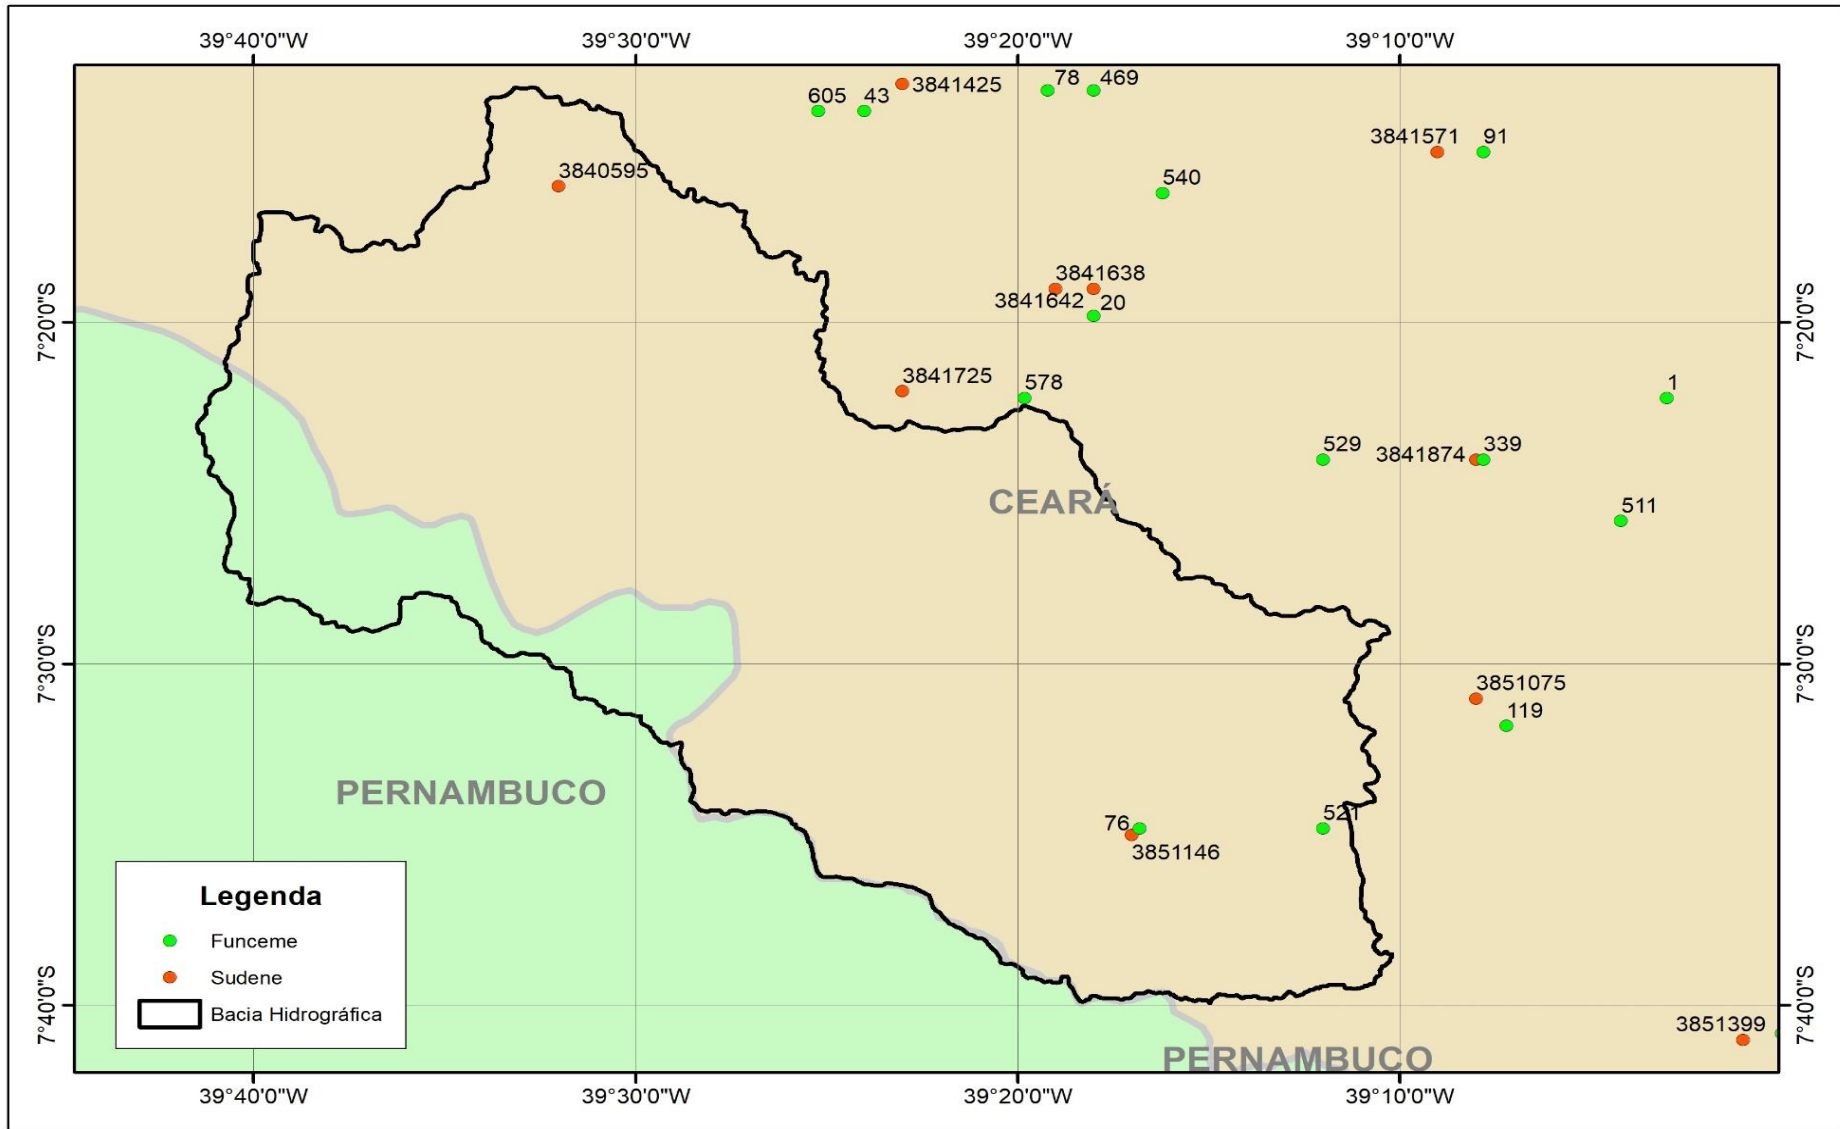 39°40'0"W
39°30'0"W
39°20'0"W
39°10'0"W
605
43
3841425
78
469
3841571
91
3840595
540
3841638
3841642
20
7°20'0"S
7°20'0"S
3841725
578
1
529
3841874
339
CEARÁ
511
7°30'0"S
7°30'0"S
3851075
119
PERNAMBUCO
76
521
3851146
Legenda
Funceme
Sudene
Bacia Hidrográfica
7°40'0"S
7°40'0"S
3851399
PERNAMBUCO
39°40'0"W
39°30'0"W
39°20'0"W
39°10'0"W